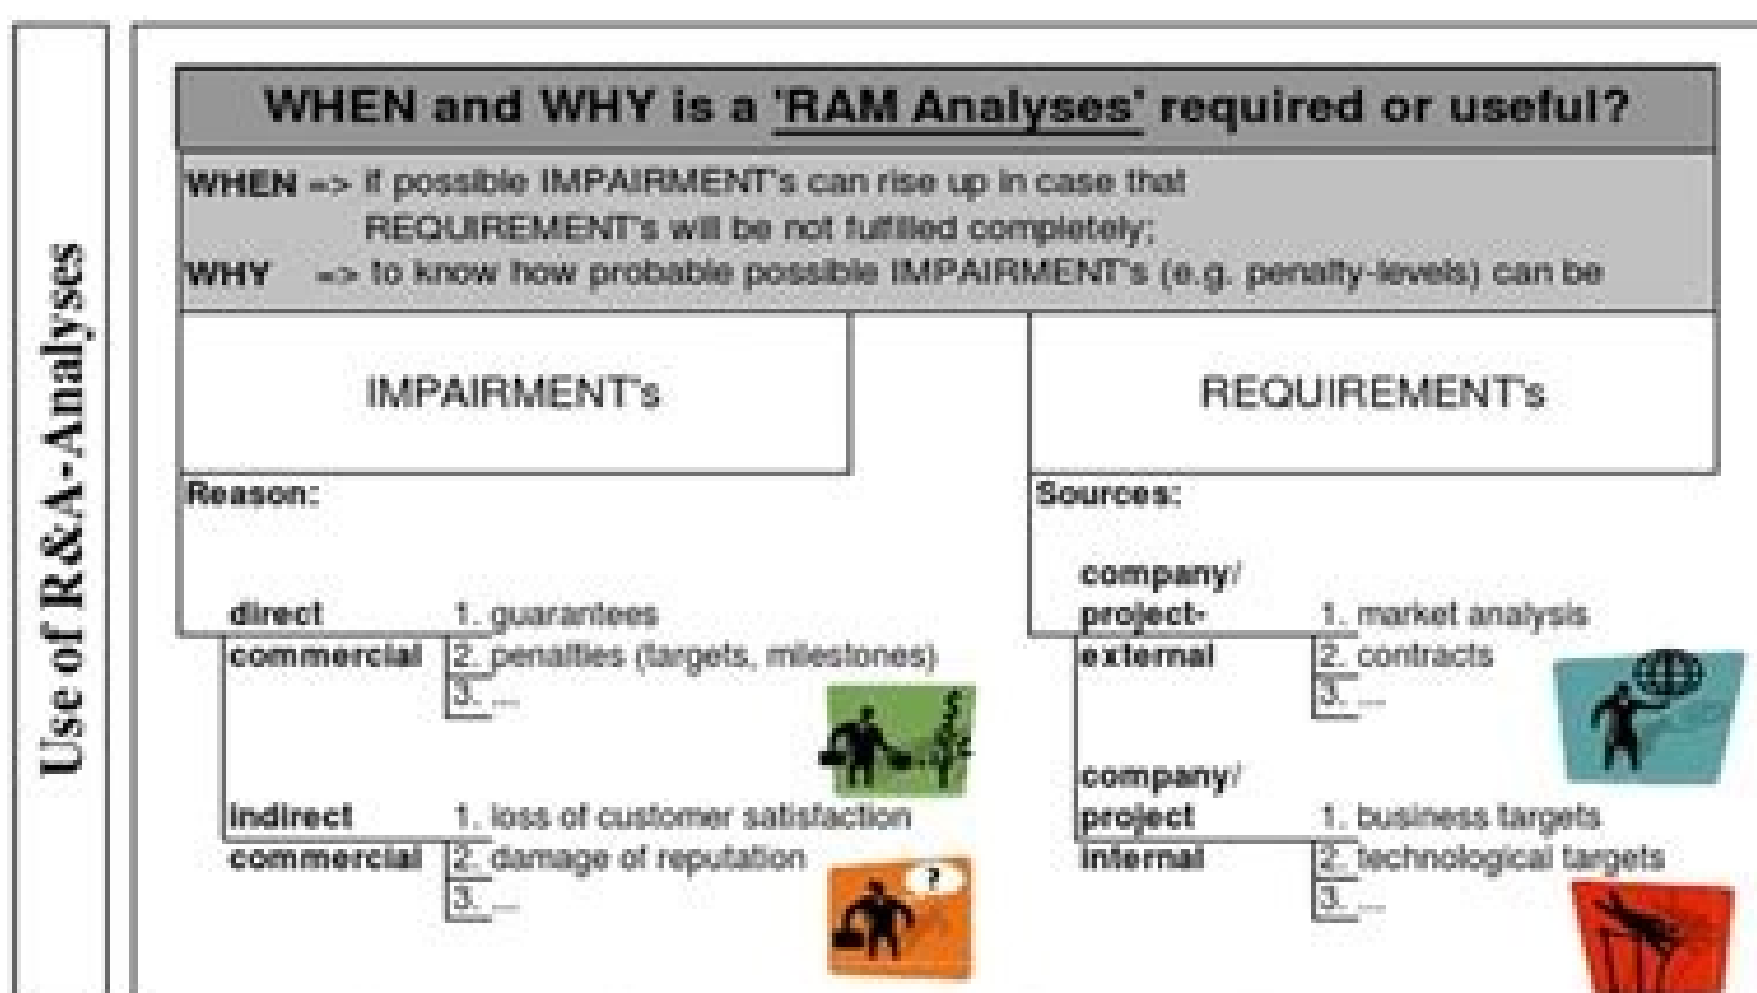 Use of R&A-Analyses
WHEN and WHY is a 'RAM Analyses' required or useful?
WHEN => if possible IMPAIRMENT's can rise up in case that
REQUIREMENT's will be not fulfilled completely;
WHY => to know how probable possible IMPAIRMENT's (e.g. penalty-levels) can be
IMPAIRMENT's
Reason:
direct
commercial
1. guarantees
2. penalties (targets, milestones)
3. ...
indirect
commercial
1. loss of customer satisfaction
2. damage of reputation
3. ...
?
REQUIREMENT's
Sources:
company/
project-
external
1. market analysis
2. contracts
3. ...
company/
project
internal
1. business targets
2. technological targets
3. ...